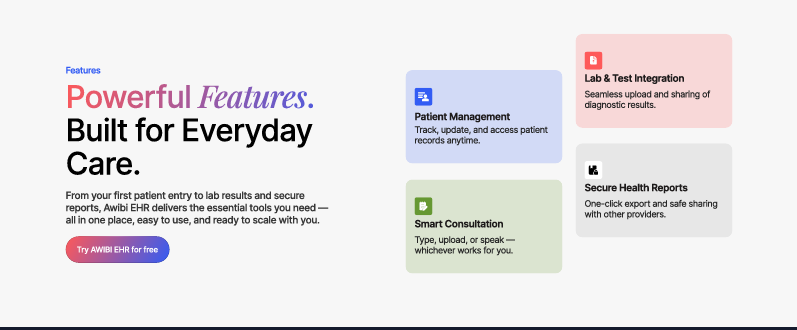 Features
Powerful Features.
Built for Everyday
Care.
From your first patient entry to lab results and secure
reports, Awibi EHR delivers the essential tools you need —
all in one place, easy to use, and ready to scale with you.
Try AWIBI EHR for free
Patient Management
Track, update, and access patient
records anytime.
Smart Consultation
Type, upload, or speak —
whichever works for you.
Lab & Test Integration
Seamless upload and sharing of
diagnostic results.
Secure Health Reports
One-click export and safe sharing
with other providers.